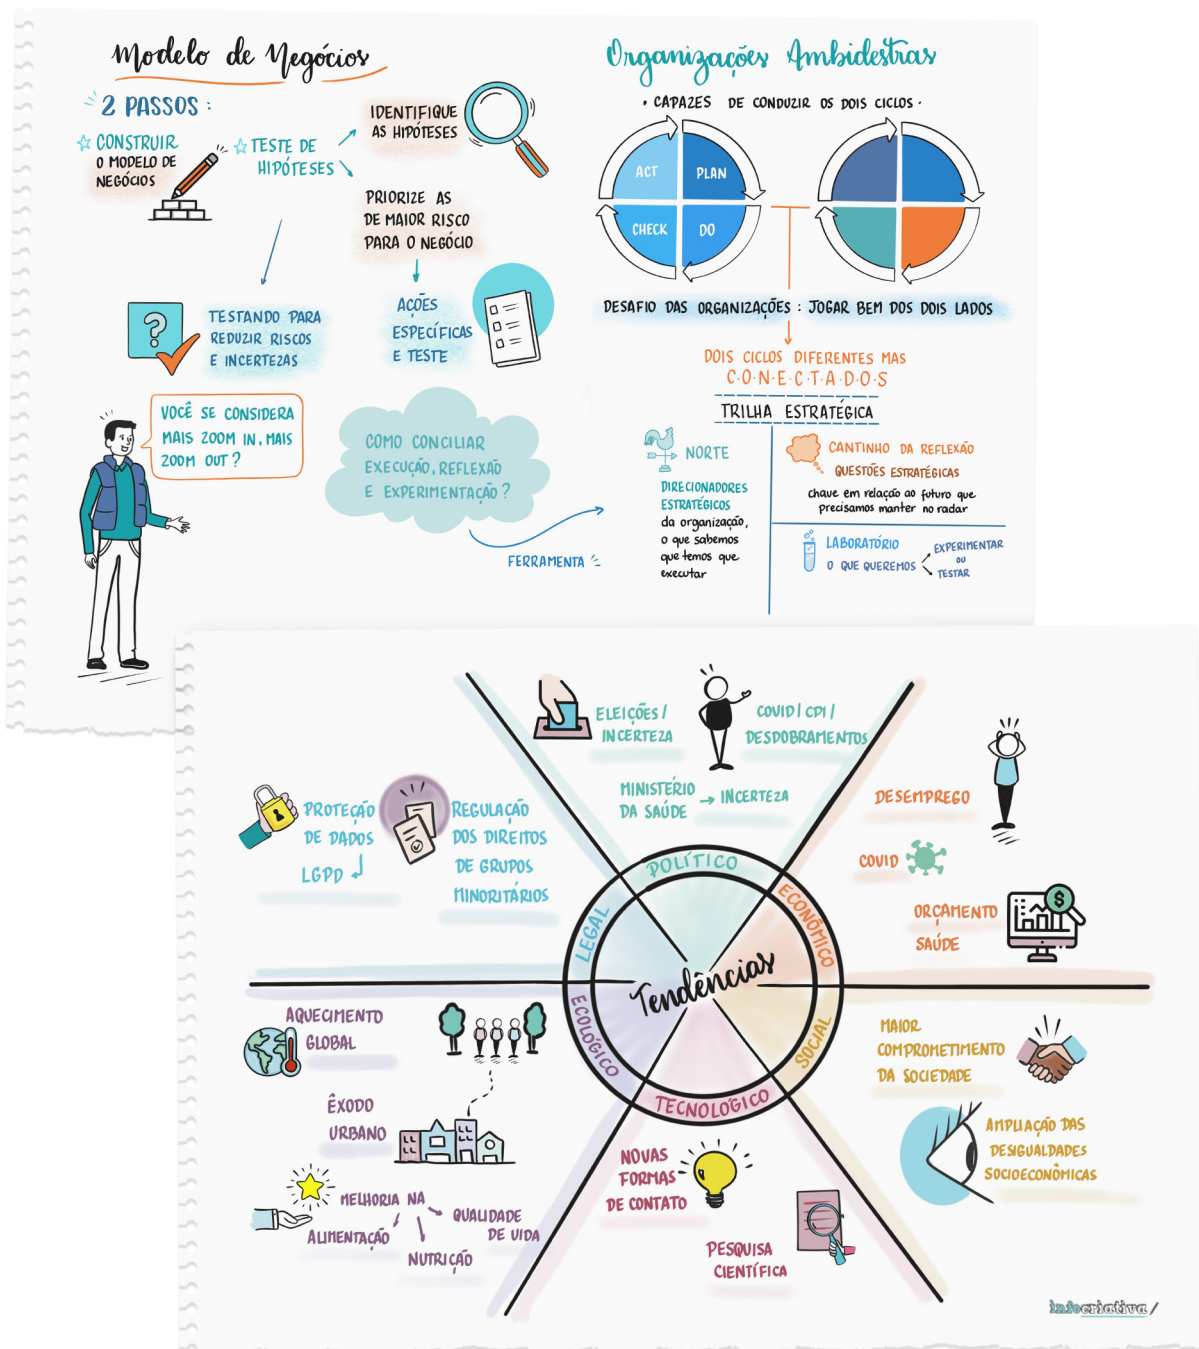 Modelo de Negócios
2 PASSOS:
CONSTRUIR
O MODELO DE
NEGÓCIOS
TESTE DE
HIPÓTESES
IDENTIFIQUE
AS HIPÓTESES
PRIORIZE AS
DE MAIOR RISCO
PARA O NEGÓCIO
TESTANDO PARA
REDUZIR RISCOS
E INCERTEZAS
AÇÕES
ESPECÍFICAS
E TESTE
?
VOCÊ SE CONSIDERA
MAIS ZOOM IN, MAIS
ZOOM OUT?
COMO CONCILIAR
EXECUÇÃO, REFLEXÃO
E EXPERIMENTAÇÃO?
FERRAMENTA
Organizações Ambidestras
• CAPAZES DE CONDUZIR OS DOIS CICLOS •
ACT
PLAN
CHECK
DO
DESAFIO DAS ORGANIZAÇÕES: JOGAR BEM DOS DOIS LADOS
DOIS CICLOS DIFERENTES MAS
C·O·N·E·C·T·A·D·O·S
TRILHA ESTRATÉGICA
NORTE
DIRECIONADORES
ESTRATÉGICOS
da organização,
o que sabemos
que temos que
executar
CANTINHO DA REFLEXÃO
QUESTÕES ESTRATÉGICAS
chave em relação ao futuro que
precisamos manter no radar
LABORATÓRIO
O QUE QUEREMOS
EXPERIMENTAR
OU
TESTAR
ELEIÇÕES/
INCERTEZA
COVID/CPI/
DESDOBRAMENTOS
MINISTÉRIO
DA SAÚDE → INCERTEZA
PROTEÇÃO
DE DADOS
LGPD
REGULAÇÃO
DOS DIREITOS
DE GRUPOS
MINORITÁRIOS
DESEMPREGO
COVID
ORÇAMENTO
SAÚDE
$
POLÍTICO
ECONÔMICO
SOCIAL
TECNOLÓGICO
ECOLÓGICO
LEGAL
Tendências
AQUECIMENTO
GLOBAL
ÊXODO
URBANO
MELHORIA NA
ALIMENTAÇÃO
NUTRIÇÃO
QUALIDADE
DE VIDA
NOVAS
FORMAS
DE CONTATO
PESQUISA
CIENTÍFICA
MAIOR
COMPROMETIMENTO
DA SOCIEDADE
AMPLIAÇÃO DAS
DESIGUALDADES
SOCIOECONÔMICAS
infocriativa/